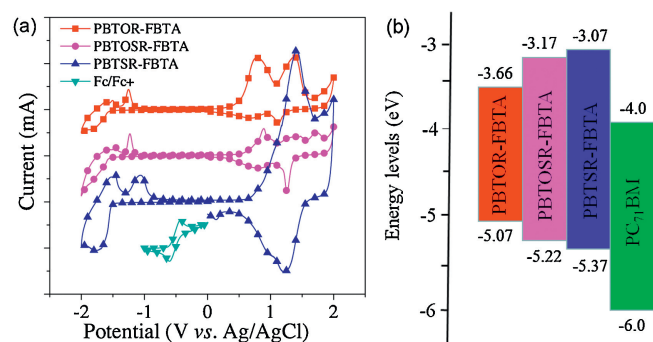 (a)
PBTOR-FBTA
PBTOSR-FBTA
PBTSR-FBTA
Fc/Fc+
Current (mA)
-2 -1 0 1 2
Potential (V vs. Ag/AgCl)
(b)
Energy levels (eV)
-3
-4
-5
-6
-3.66
-3.17
-3.07
-4.0
PBTOR-FBTA
PBTOSR-FBTA
PBTSR-FBTA
PC71BM
-5.07
-5.22
-5.37
-6.0